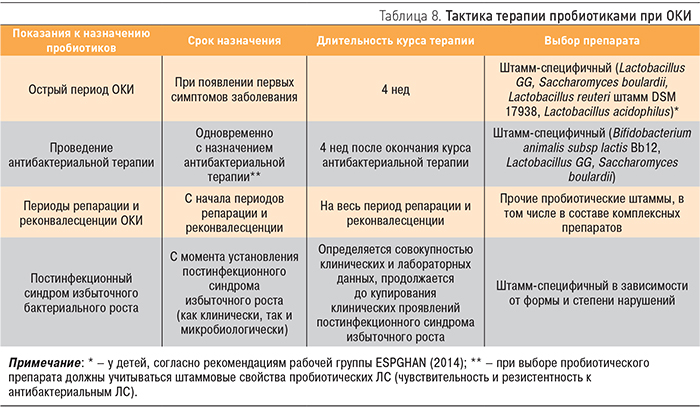 Таблица 8. Тактика терапии пробиотиками при ОКИ
Показания к назначению
пробиотиков
Срок назначения
Длительность курса терапии
Выбор препарата
Острый период ОКИ
При появлении первых
симптомов заболевания
4 нед
Штамм-специфичный (Lactobacillus
GG, Saccharomyces boulardii,
Lactobacillus reuteri штамм DSM
17938, Lactobacillus acidophilus)*
Проведение
антибактериальной терапии
Одновременно
с назначением
антибактериальной
терапии**
4 нед после окончания курса
антибактериальной терапии
Штамм-специфичный (Bifidobacterium
animalis subsp lactis Bb12,
Lactobacillus GG, Saccharomyces
boulardii)
Периоды репарации и
реконвалесценции ОКИ
С начала периодов
репарации и
реконвалесценции
На весь период репарации и
реконвалесценции
Прочие пробиотические штаммы, в
том числе в составе комплексных
препаратов
Постинфекционный
синдром избыточного
бактериального роста
С момента установления
постинфекционного
синдрома
избыточного роста
(как клинически, так и
микробиологически)
Определяется совокупностью
клинических и лабораторных
данных, продолжается
до купирования
клинических проявлений
постинфекционного синдрома
избыточного роста
Штамм-специфичный в зависимости
от формы и степени нарушений
Примечание: * – у детей, согласно рекомендациям рабочей группы ESPGHAN (2014); ** – при выборе пробиотического
препарата должны учитываться штаммовые свойства пробиотических ЛС (чувствительность и резистентность к
антибактериальным ЛС).